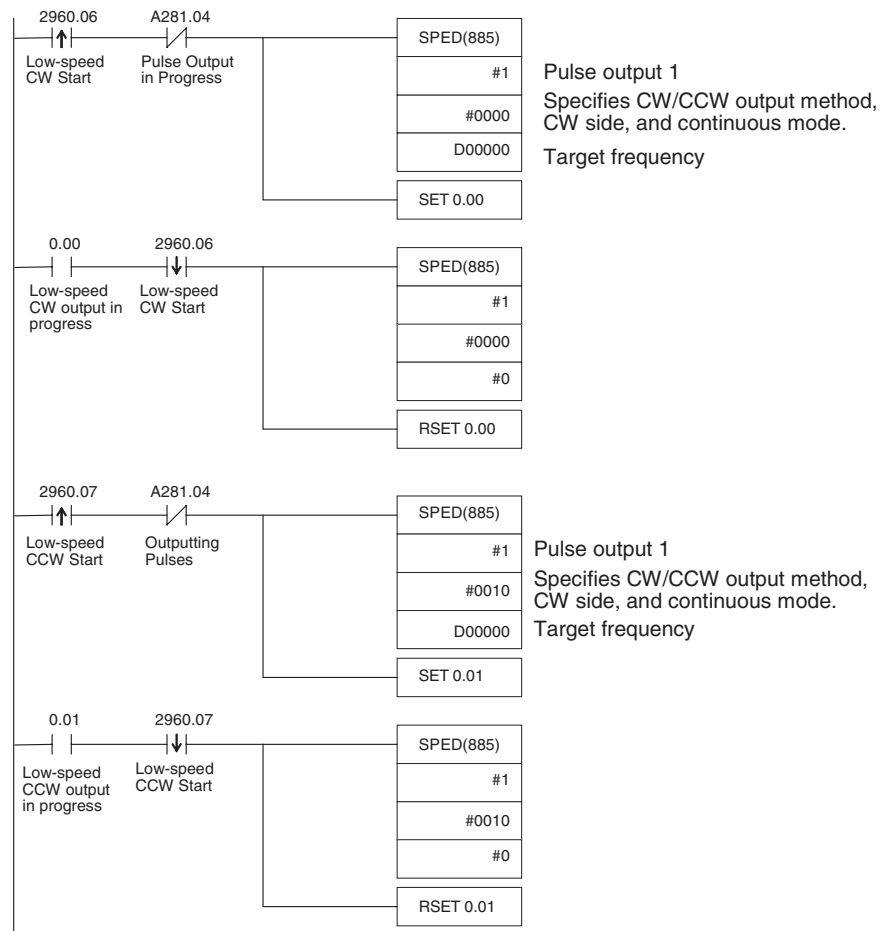 2960.06 A281.04
SPED(885)
Low-speed
CW Start
Pulse Output
in Progress
#1
Pulse output 1
#0000
Specifies CW/CCW output method,
CW side, and continuous mode.
D00000
Target frequency
SET 0.00
0.00 2960.06
SPED(885)
Low-speed
CW output in
progress
Low-speed
CW Start
#1
#0000
#0
RSET 0.00
2960.07 A281.04
SPED(885)
Low-speed
CCW Start
Outputting
Pulses
#1
Pulse output 1
#0010
Specifies CW/CCW output method,
CW side, and continuous mode.
D00000
Target frequency
SET 0.01
0.01 2960.07
SPED(885)
Low-speed
CCW output
in progress
Low-speed
CCW Start
#1
#0010
#0
RSET 0.01